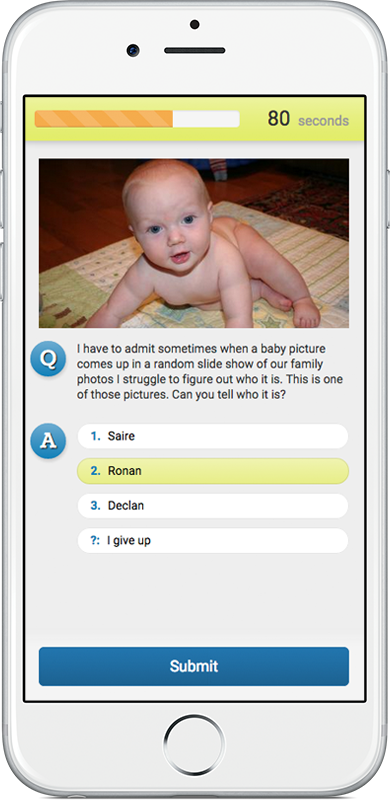 80 seconds
Q
I have to admit sometimes when a baby picture
comes up in a random slide show of our family
photos I struggle to figure out who it is. This is one
of those pictures. Can you tell who it is?
A
1. Saire
2. Ronan
3. Declan
?: I give up
Submit